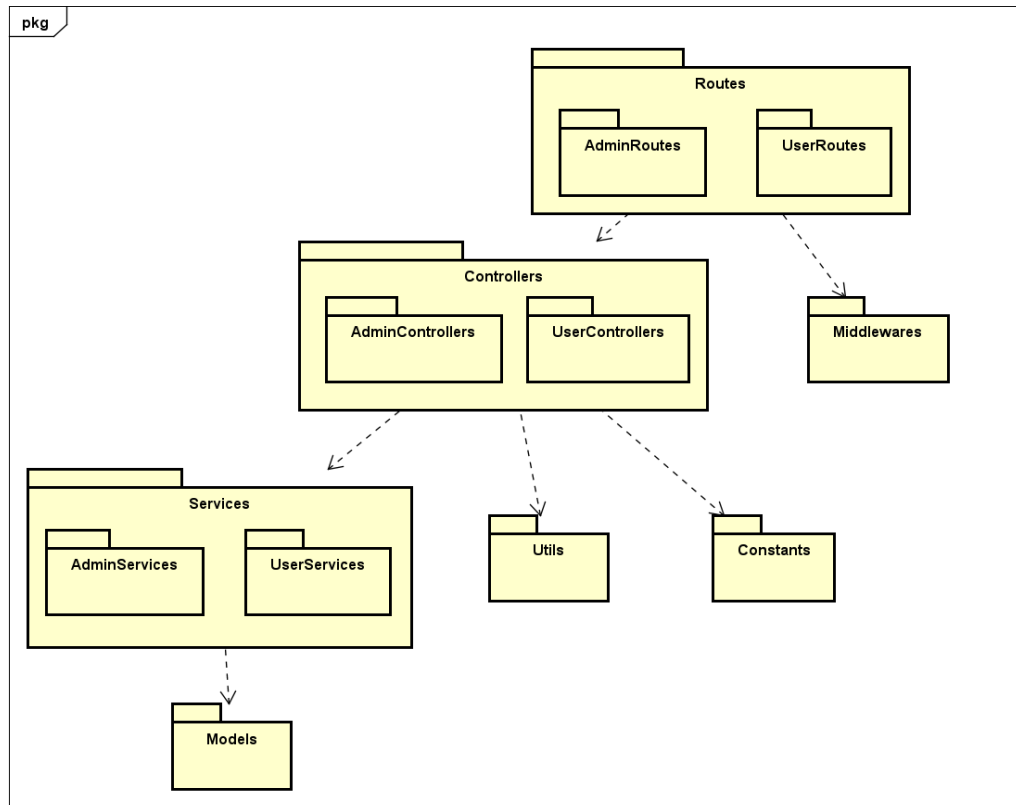 pkg
Routes
AdminRoutes
UserRoutes
Controllers
AdminControllers
UserControllers
Middlewares
Services
AdminServices
UserServices
Utils
Constants
Models